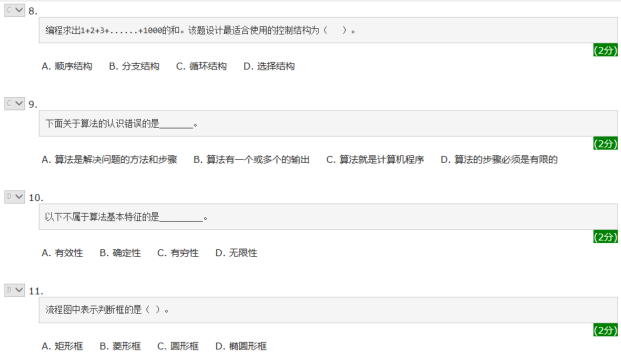 C 8.
编程求出1+2+3+......+1000的和。该题设计最适合使用的控制结构为（ ）。
(2分)
A. 顺序结构 B. 分支结构 C. 循环结构 D. 选择结构
C 9.
下面关于算法的认识错误的是______。
(2分)
A. 算法是解决问题的方法和步骤 B. 算法有一个或多个的输出 C. 算法就是计算机程序 D. 算法的步骤必须是有限的
D 10.
以下不属于算法基本特征的是________。
(2分)
A. 有效性 B. 确定性 C. 有穷性 D. 无限性
D 11.
流程图中表示判断框的是（ ）。
(2分)
A. 矩形框 B. 菱形框 C. 圆形框 D. 椭圆形框